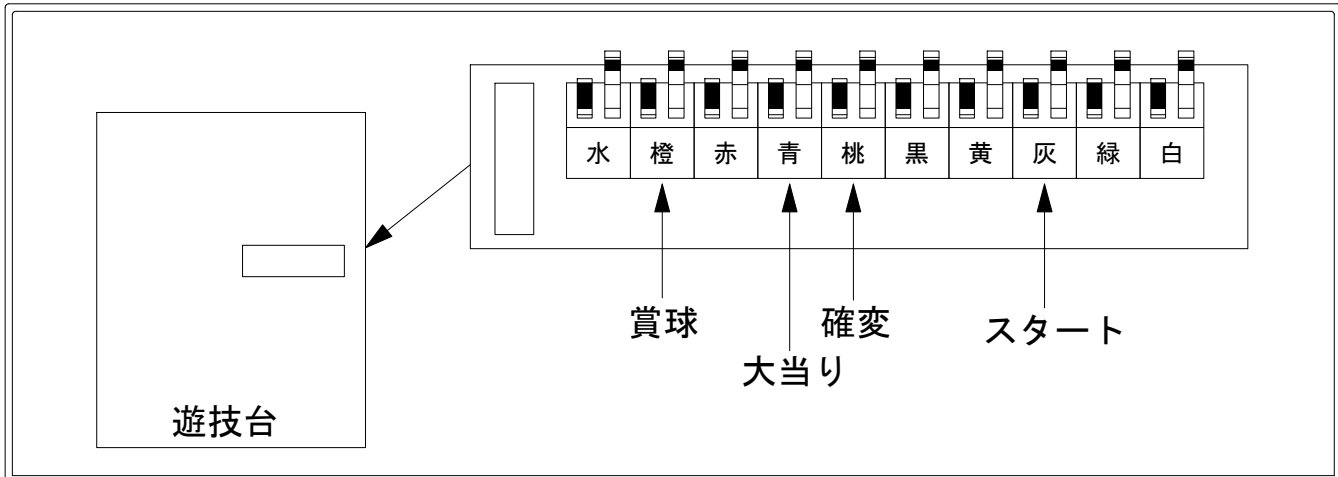 水 橙 赤 青 桃 黒 黄 灰 緑 白
賞球 確変 スタート
大当り
遊技台